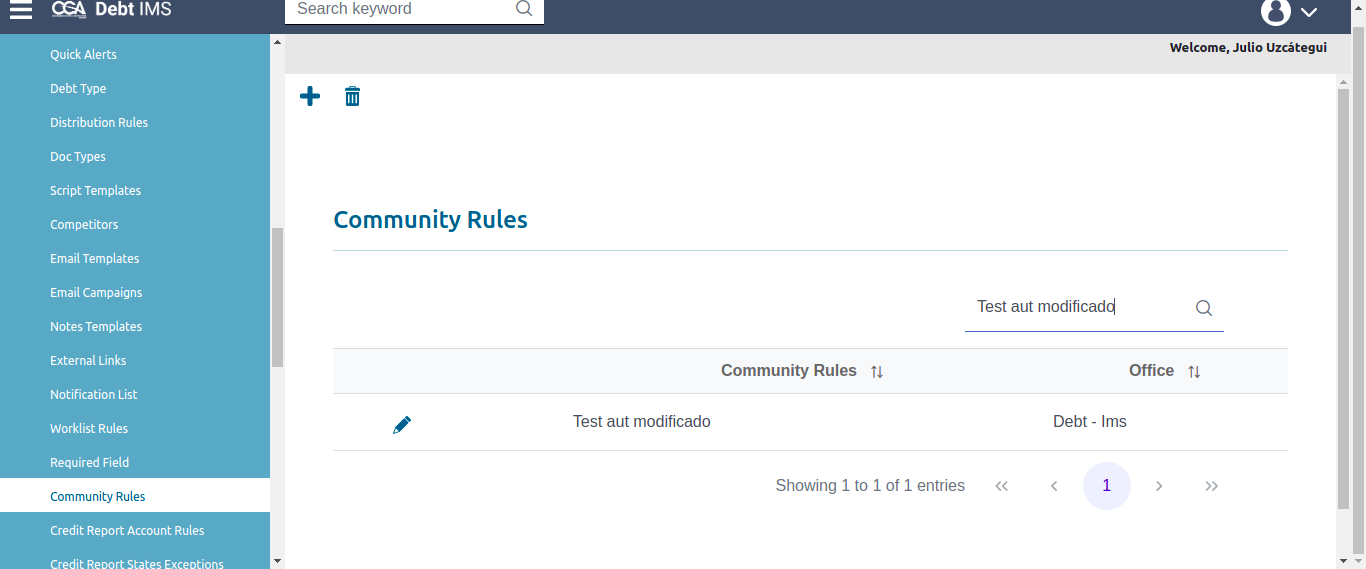 CGA Debt IMS
Search keyword
Welcome, Julio Uzcátegui
Quick Alerts
Debt Type
Distribution Rules
Doc Types
Script Templates
Competitors
Email Templates
Email Campaigns
Notes Templates
External Links
Notification List
Worklist Rules
Required Field
Community Rules
Credit Report Account Rules
Credit Report States Exceptions
Community Rules
Test aut modificado
Community Rules Office
Test aut modificado Debt - Ims
Showing 1 to 1 of 1 entries 1